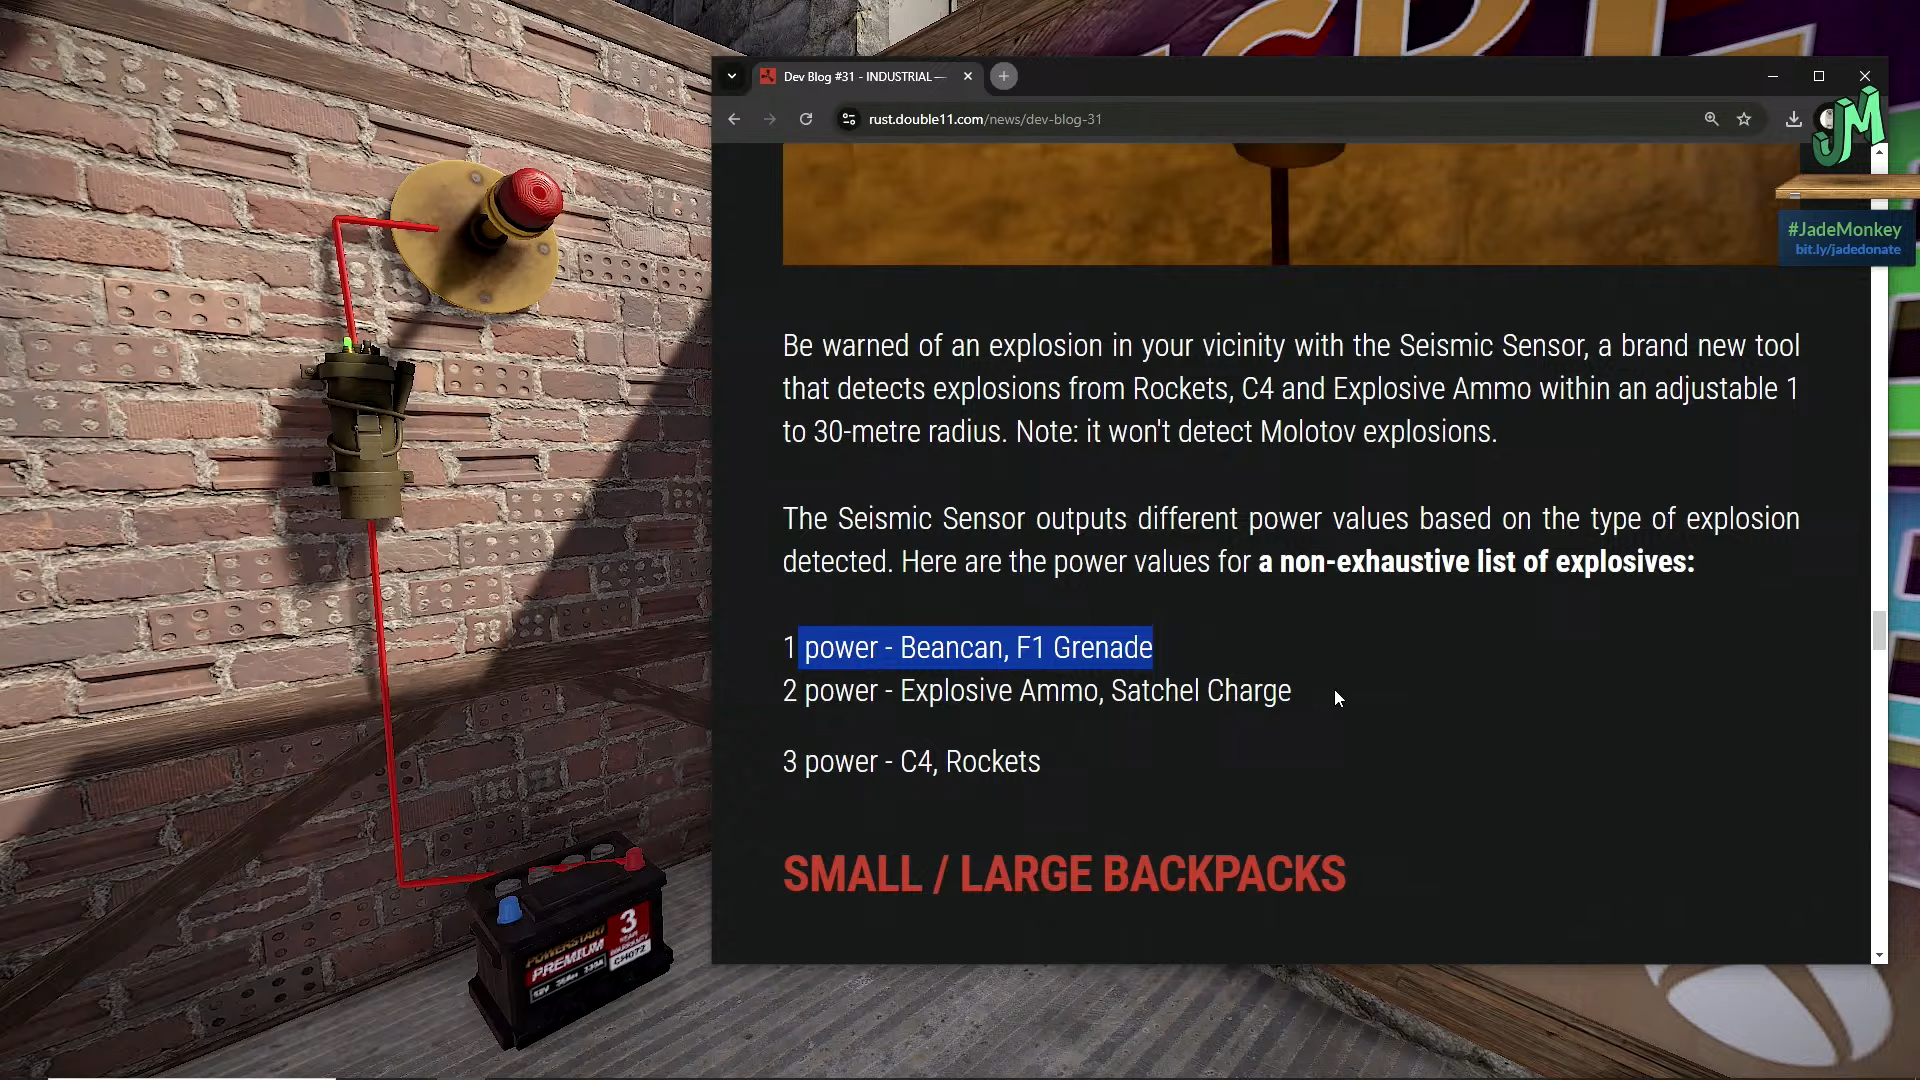 Dev Blog #31 - INDUSTRIAL —
rust.double11.com/news/dev-blog-31
JM
#JadeMonkey
bit.ly/jadedonate
Be warned of an explosion in your vicinity with the Seismic Sensor, a brand new tool
that detects explosions from Rockets, C4 and Explosive Ammo within an adjustable 1
to 30-metre radius. Note: it won't detect Molotov explosions.
The Seismic Sensor outputs different power values based on the type of explosion
detected. Here are the power values for a non-exhaustive list of explosives:
1 power - Beancan, F1 Grenade
2 power - Explosive Ammo, Satchel Charge
3 power - C4, Rockets
SMALL / LARGE BACKPACKS
POWERSTART
PREMIUM
3
YEAR
WARRANTY
CH072